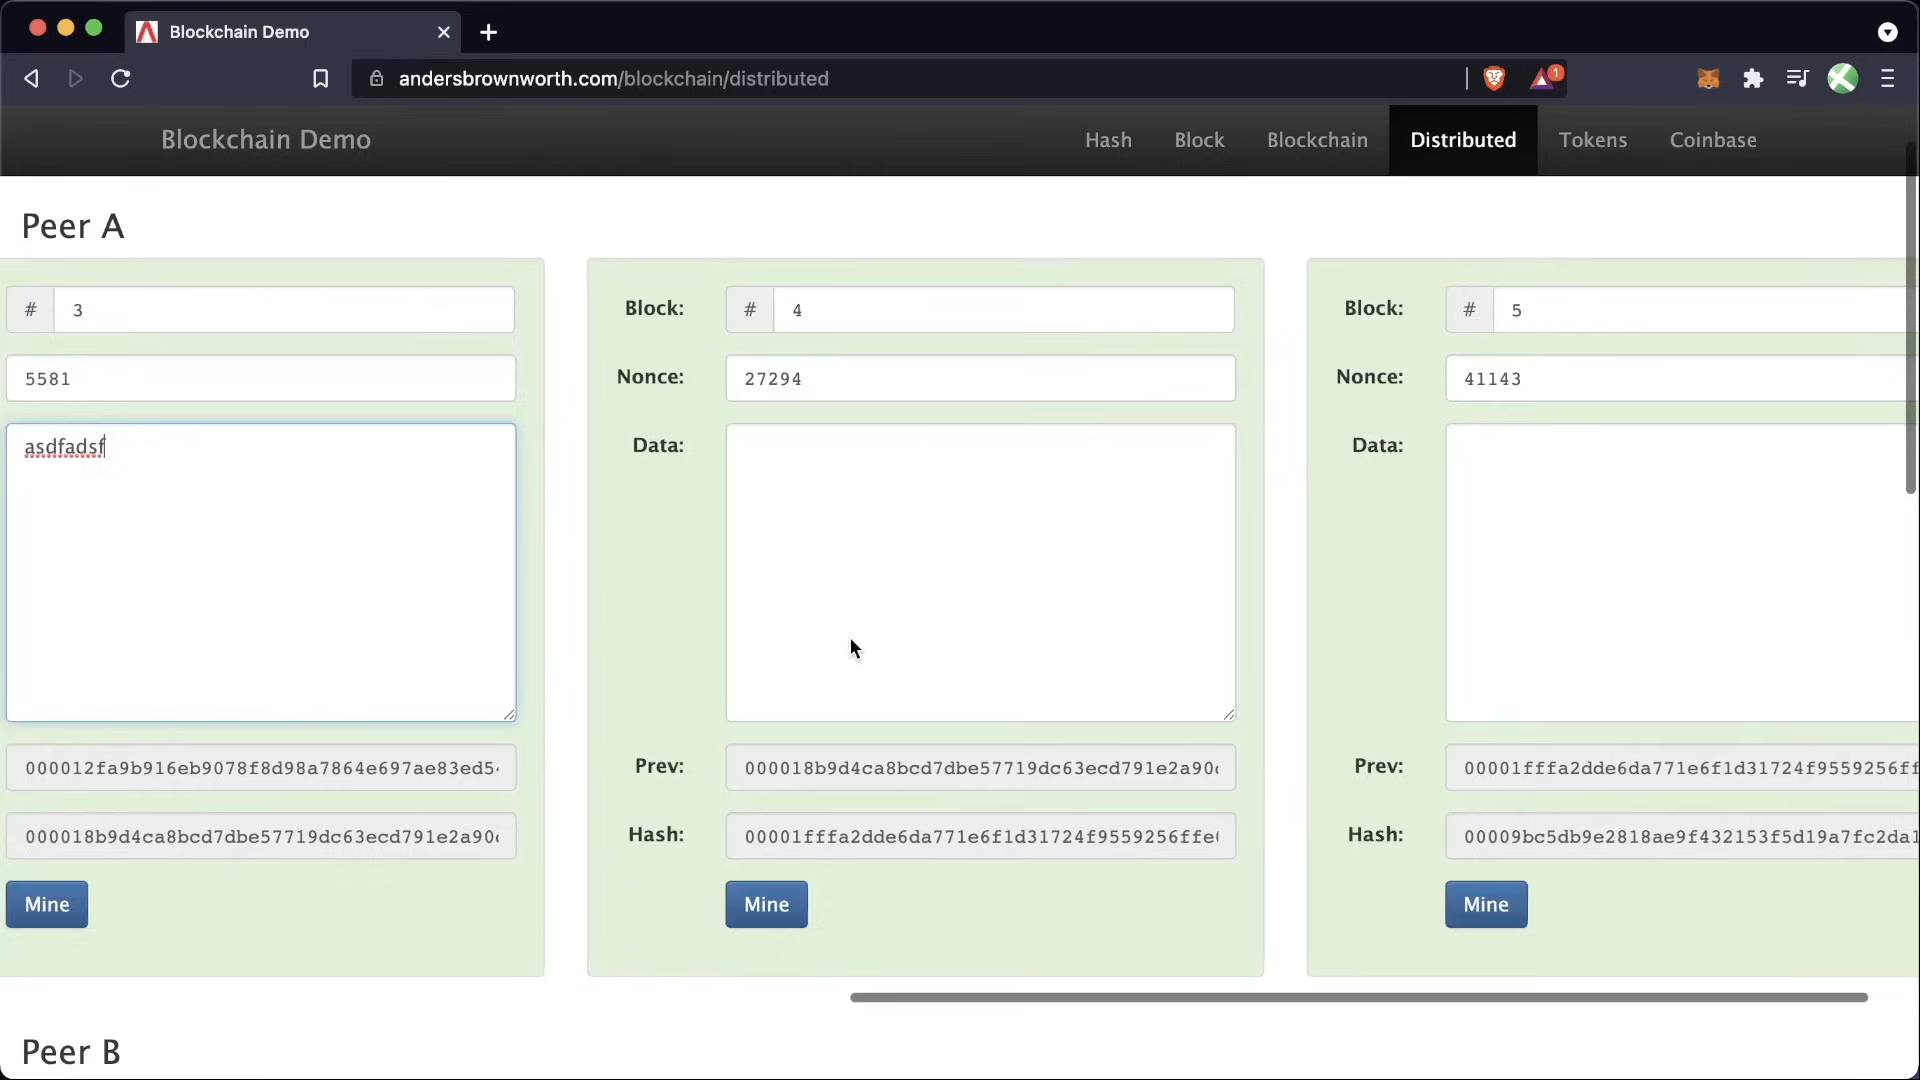 Blockchain Demo
andersbrownworth.com/blockchain/distributed
1
Blockchain Demo
Hash
Block
Blockchain
Distributed
Tokens
Coinbase
Peer A
# 3
5581
asdfadsf
000012fa9b916eb9078f8d98a7864e697ae83ed54
000018b9d4ca8bcd7dbe57719dc63ecd791e2a90
Mine
Block: # 4
Nonce: 27294
Data:
Prev: 000018b9d4ca8bcd7dbe57719dc63ecd791e2a90
Hash: 00001fffa2dde6da771e6f1d31724f9559256ffe
Mine
Block: # 5
Nonce: 41143
Data:
Prev: 00001fffa2dde6da771e6f1d31724f9559256ff
Hash: 00009bc5db9e2818ae9f432153f5d19a7fc2da1
Mine
Peer B